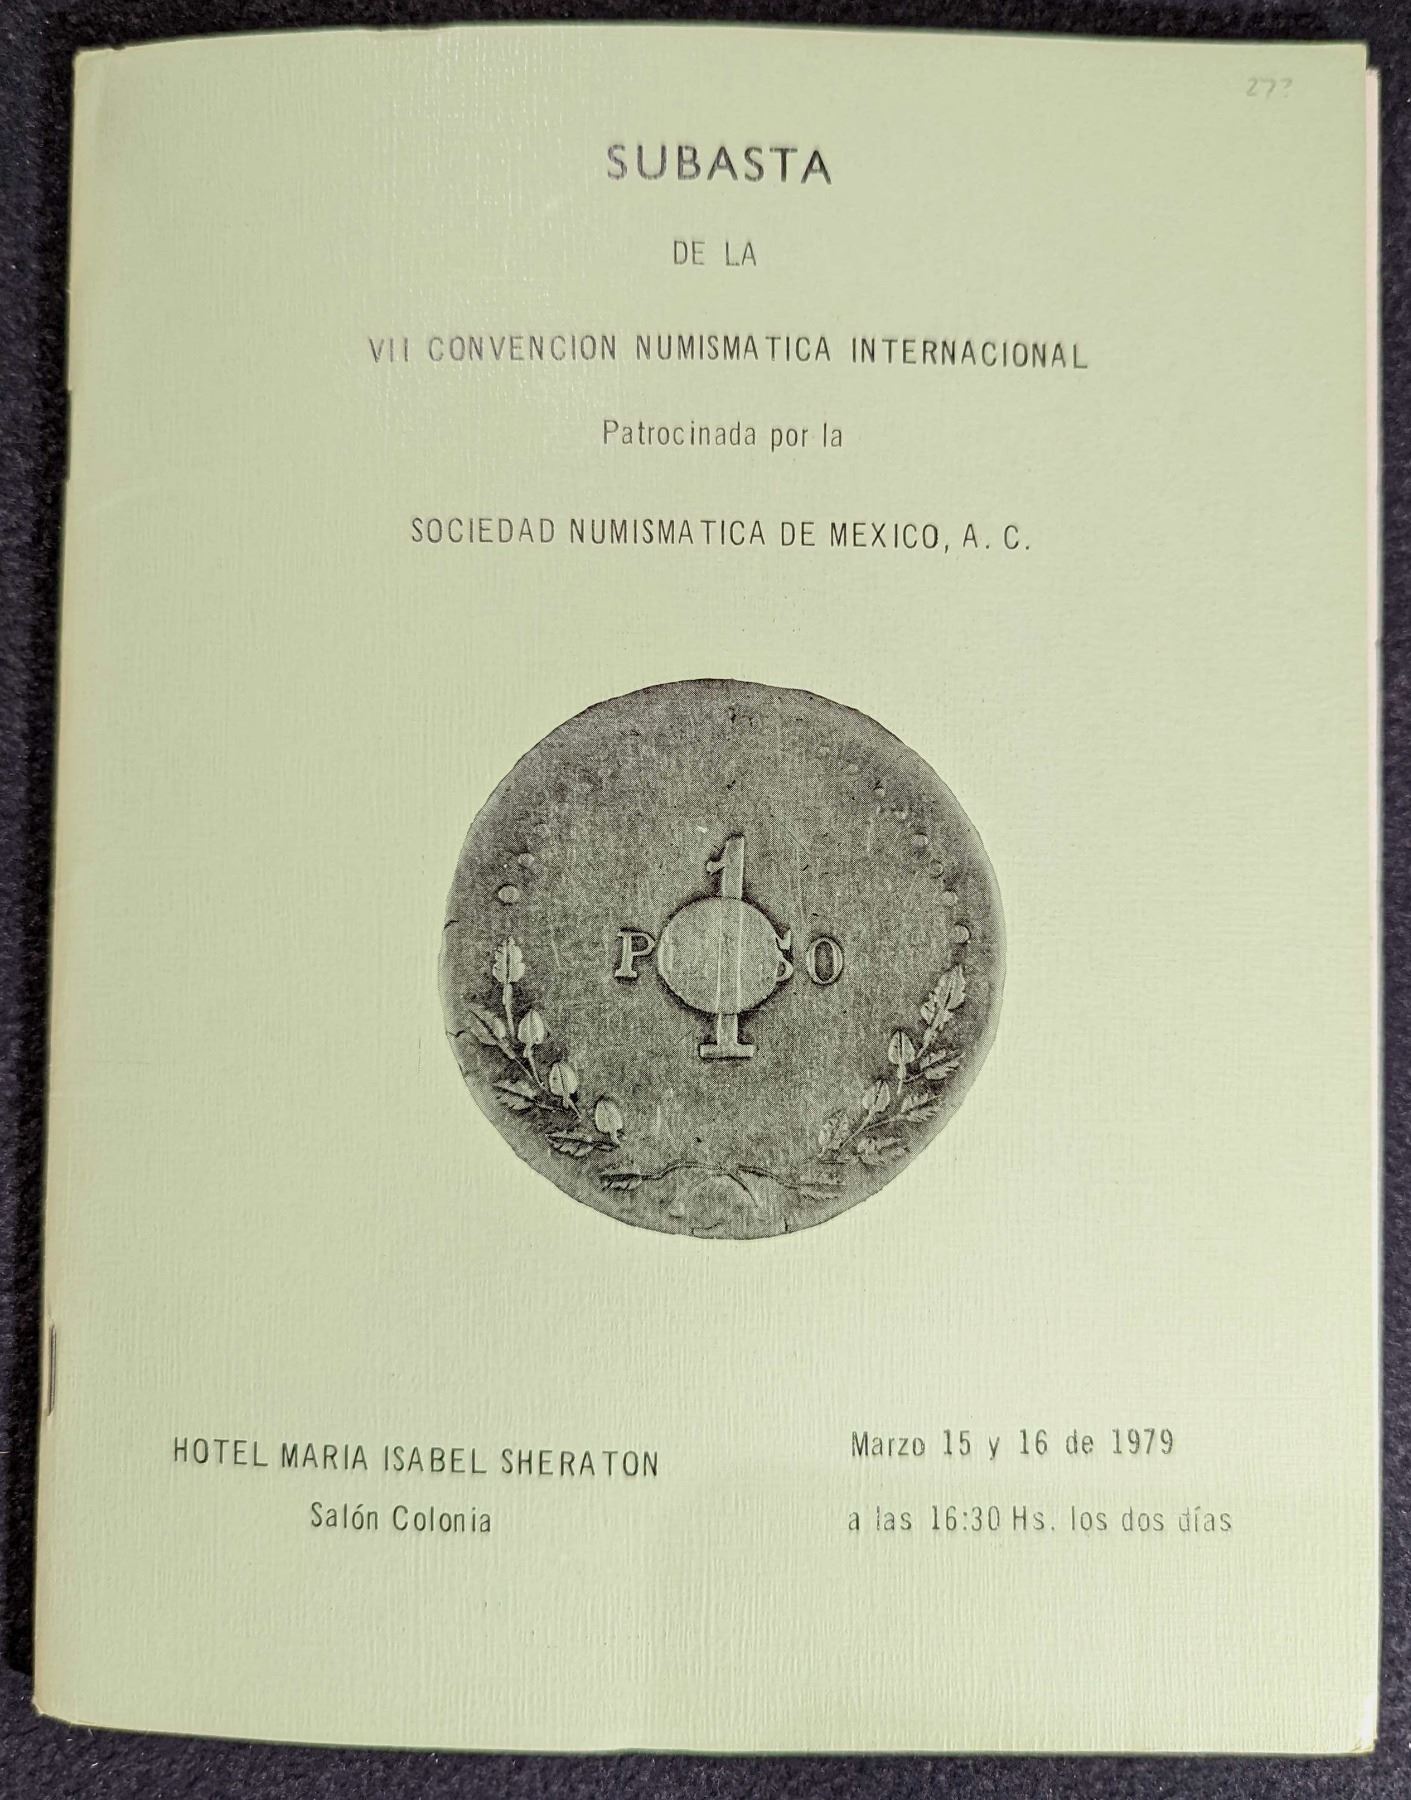 SUBASTA
DE LA
VII CONVENCION NUMISMATICA INTERNACIONAL
Patrocinada por la
SOCIEDAD NUMISMATICA DE MEXICO, A. C.
1
PESO
HOTEL MARIA ISABEL SHERATON
Salón Colonia
Marzo 15 y 16 de 1979
a las 16:30 Hs. los dos días